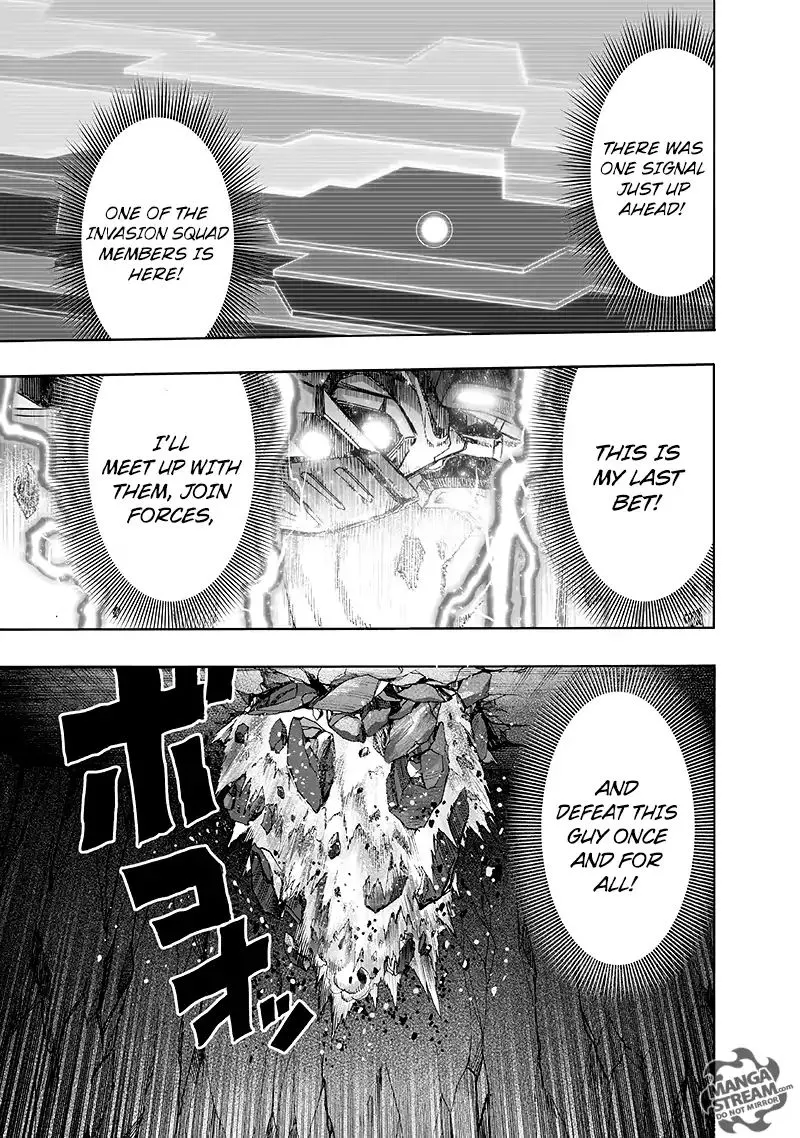 THERE WAS
ONE SIGNAL
JUST UP
AHEAD!
ONE OF THE
INVASION SQUAD
MEMBERS IS
HERE!
THIS IS
MY LAST
BET!
I'LL
MEET UP WITH
THEM, JOIN
FORCES,
AND
DEFEAT THIS
GUY ONCE
AND FOR
ALL!
ボコオッ
MANGA
STREAM.com
DO NOT MIRROR